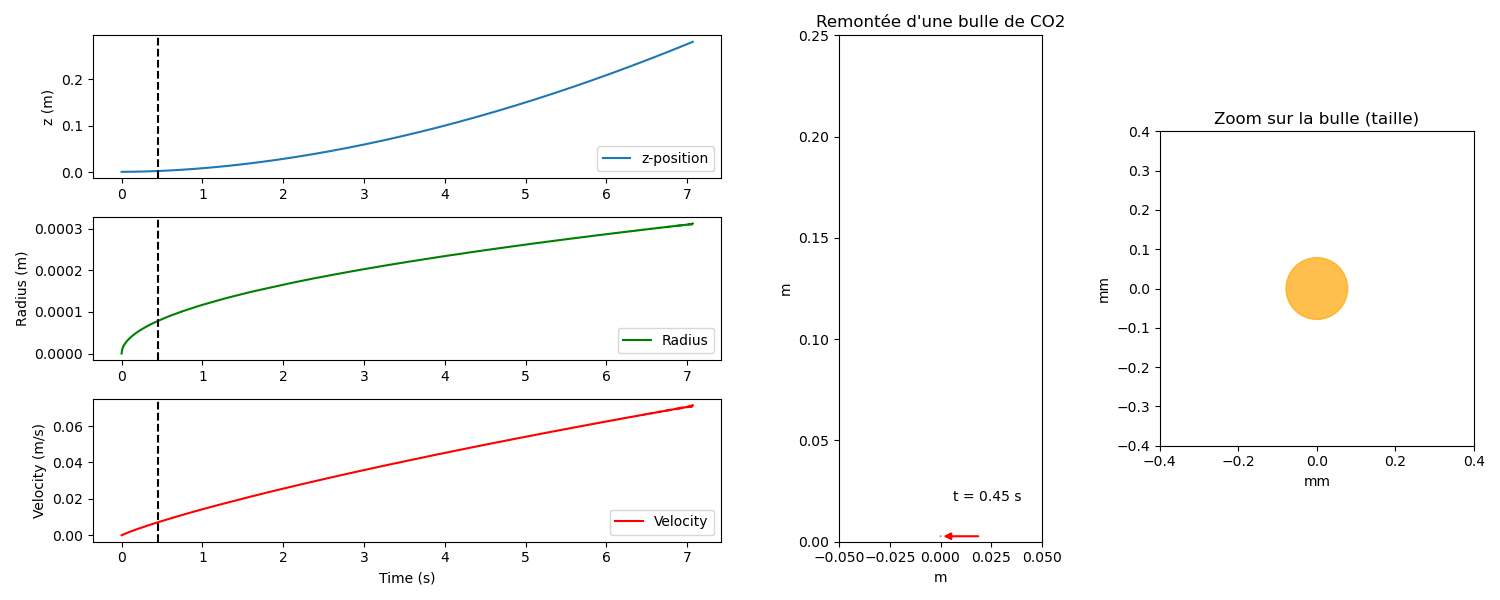 z (m)
0.2
0.1
0.0
z-position
0 1 2 3 4 5 6 7
Radius (m)
0.0003
0.0002
0.0001
0.0000
Radius
0 1 2 3 4 5 6 7
Velocity (m/s)
0.06
0.04
0.02
0.00
Velocity
0 1 2 3 4 5 6 7
Time (s)
Remontée d'une bulle de CO2
0.25
0.20
0.15
m
0.10
0.05
0.00
t = 0.45 s
−0.050 −0.025 0.000 0.025 0.050
m
Zoom sur la bulle (taille)
0.4
0.3
0.2
0.1
mm
0.0
−0.1
−0.2
−0.3
−0.4
−0.4 −0.2 0.0 0.2 0.4
mm